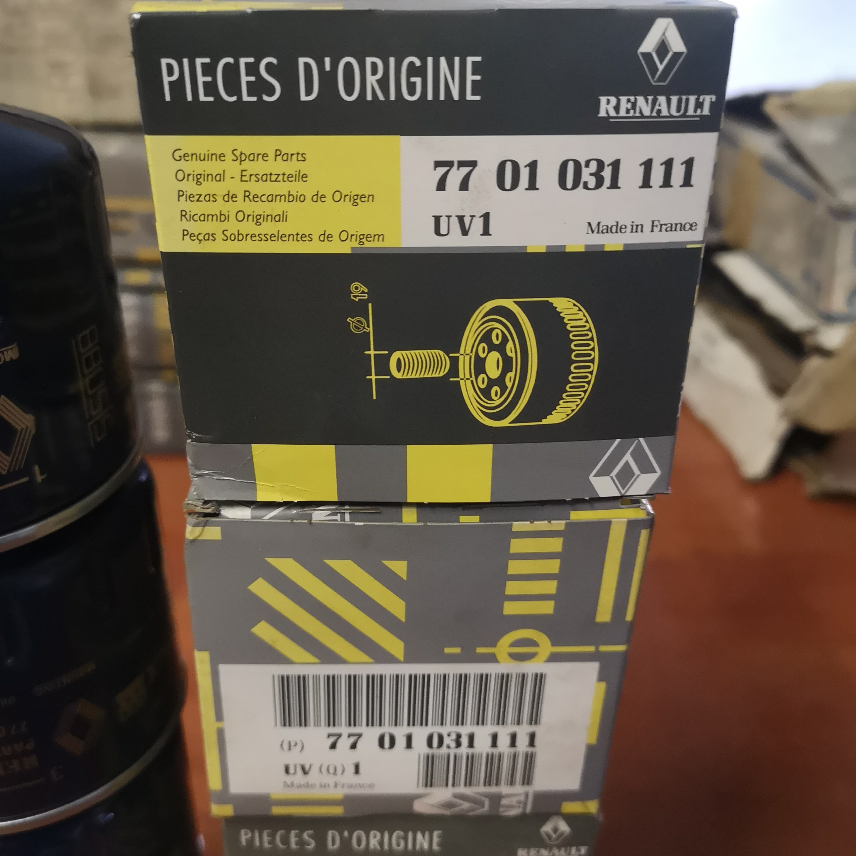 PIECES D'ORIGINE
RENAULT
Genuine Spare Parts
Original - Ersatzteile
Piezas de Recambio de Origen
Ricambi Originali
Peças Sobresselentes de Origem
77 01 031 111
UV1 Made in France
Ø 19
(P) 77 01 031 111
UV (Q) 1
Made in France
PIECES D'ORIGINE
RENAULT